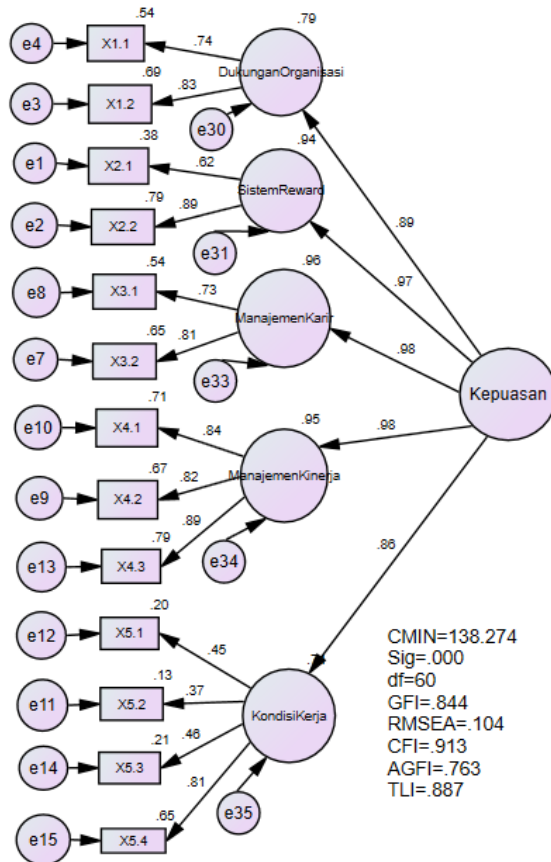 .54
.79
e4
X1.1
.74
DukunganOrganisasi
.69
.83
e3
X1.2
e30
.38
.94
e1
X2.1
.62
SistemReward
.89
.79
.89
e2
X2.2
e31
.97
.54
.96
e8
X3.1
.73
ManajemenKarir
.65
.81
.98
e7
X3.2
e33
Kepuasan
.71
.95
e10
X4.1
.84
.98
.67
ManajemenKinerja
.82
e9
X4.2
.79
.89
e13
X4.3
e34
.86
.20
e12
X5.1
.45
.13
e11
X5.2
.37
KondisiKerja
.21
.46
e14
X5.3
.81
.65
e35
e15
X5.4
CMIN=138.274
Sig=.000
df=60
GFI=.844
RMSEA=.104
CFI=.913
AGFI=.763
TLI=.887